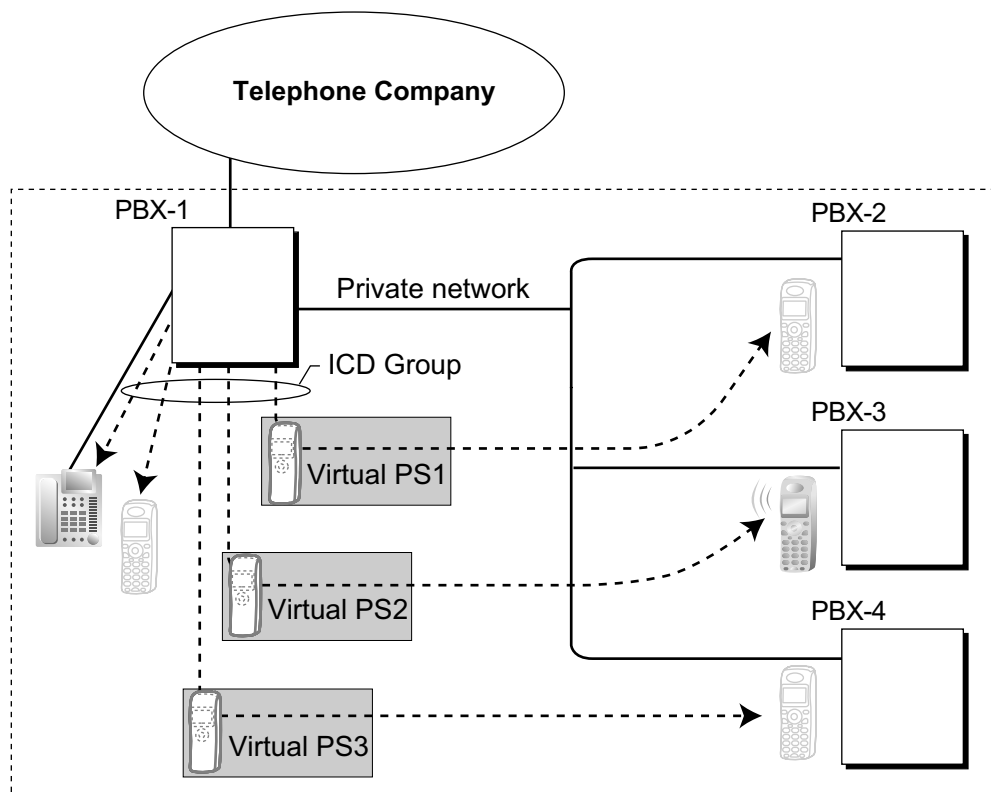 Telephone Company
PBX-1
PBX-2
Private network
ICD Group
PBX-3
Virtual PS1
Virtual PS2
PBX-4
Virtual PS3